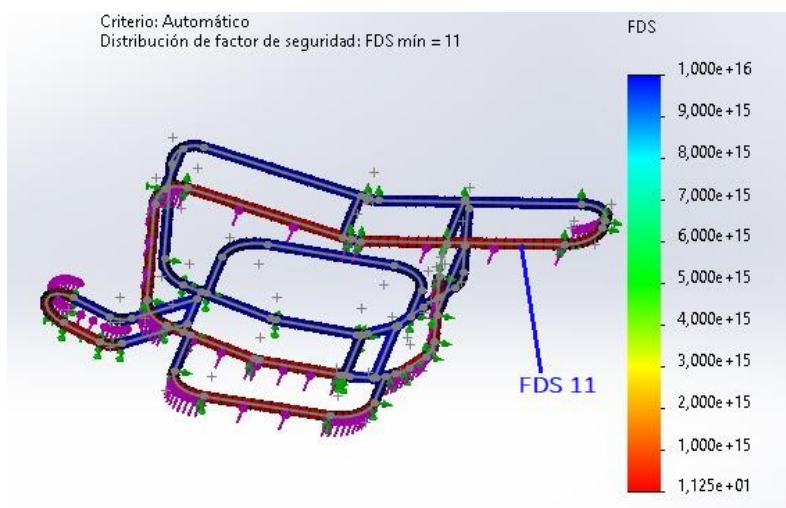 Criterio: Automático
Distribución de factor de seguridad: FDS mín = 11
FDS
1,000e+16
9,000e+15
8,000e+15
7,000e+15
6,000e+15
5,000e+15
4,000e+15
3,000e+15
2,000e+15
1,000e+15
1,125e+01
FDS 11